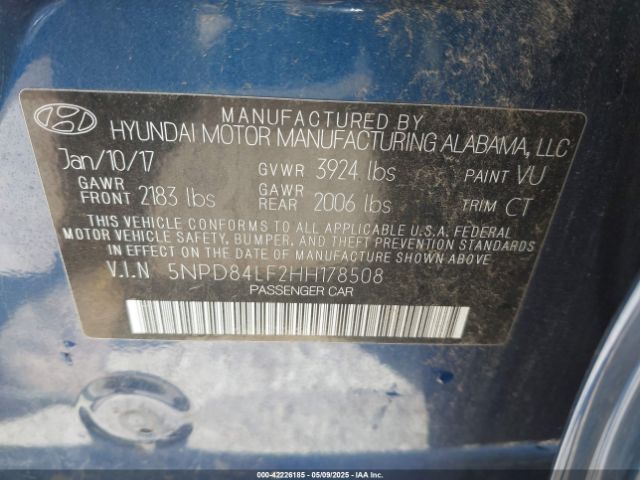 MANUFACTURED BY
HYUNDAI MOTOR MANUFACTURING ALABAMA, LLC
Jan/10/17 GVWR 3924 lbs PAINT VU
GAWR FRONT 2183 lbs GAWR REAR 2006 lbs TRIM CT
THIS VEHICLE CONFORMS TO ALL APPLICABLE U.S.A. FEDERAL
MOTOR VEHICLE SAFETY, BUMPER, AND THEFT PREVENTION STANDARDS
IN EFFECT ON THE DATE OF MANUFACTURE SHOWN ABOVE.
V.I.N 5NPD84LF2HH178508
PASSENGER CAR
000-42226185 - 05/09/2025 - IAAI.COM